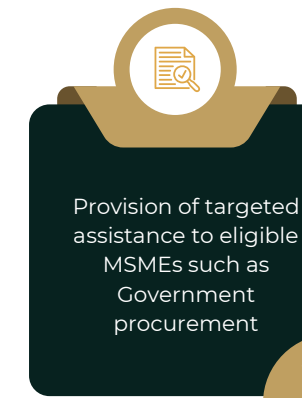 Provision of targeted
assistance to eligible
MSMEs such as
Government
procurement